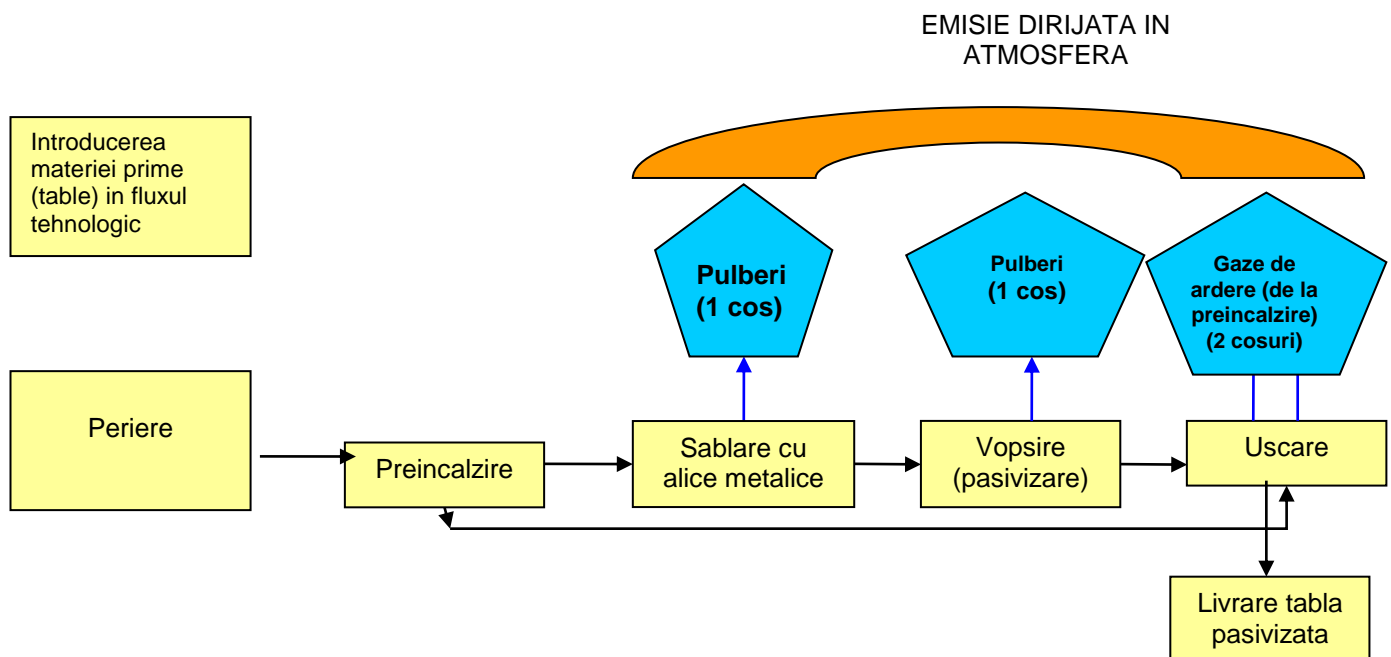 EMISIE DIRIJATA IN
ATMOSFERA
Introducerea
materiei prime
(table) in fluxul
tehnologic
Pulberi
(1 cos)
Pulberi
(1 cos)
Gaze de
ardere (de la
preincalzire)
(2 cosuri)
Periere
Preincalzire
Sablare cu
alice metalice
Vopsire
(pasivizare)
Uscare
Livrare tabla
pasivizata